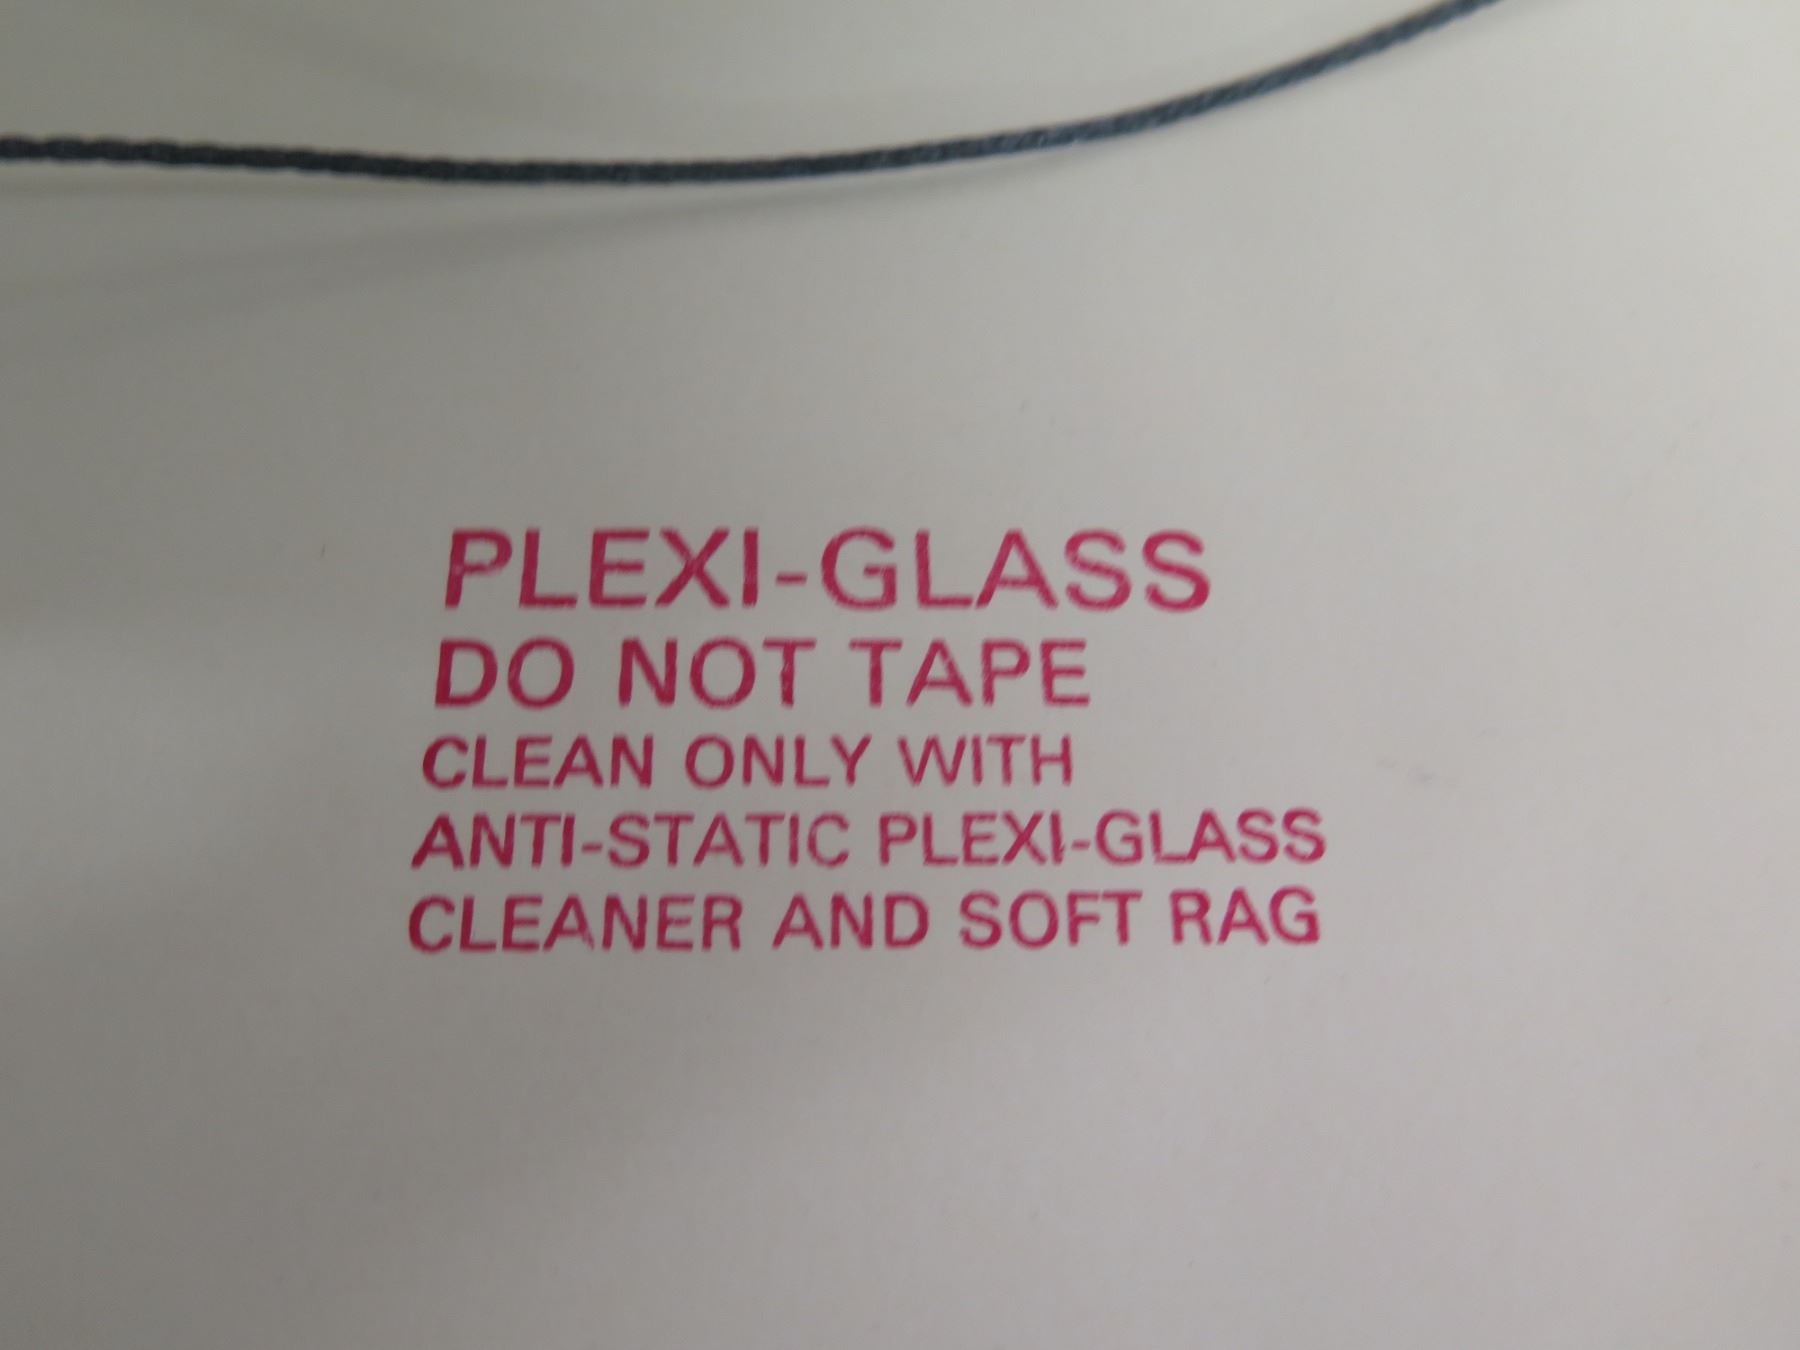 PLEXI-GLASS
DO NOT TAPE
CLEAN ONLY WITH
ANTI-STATIC PLEXI-GLASS
CLEANER AND SOFT RAG